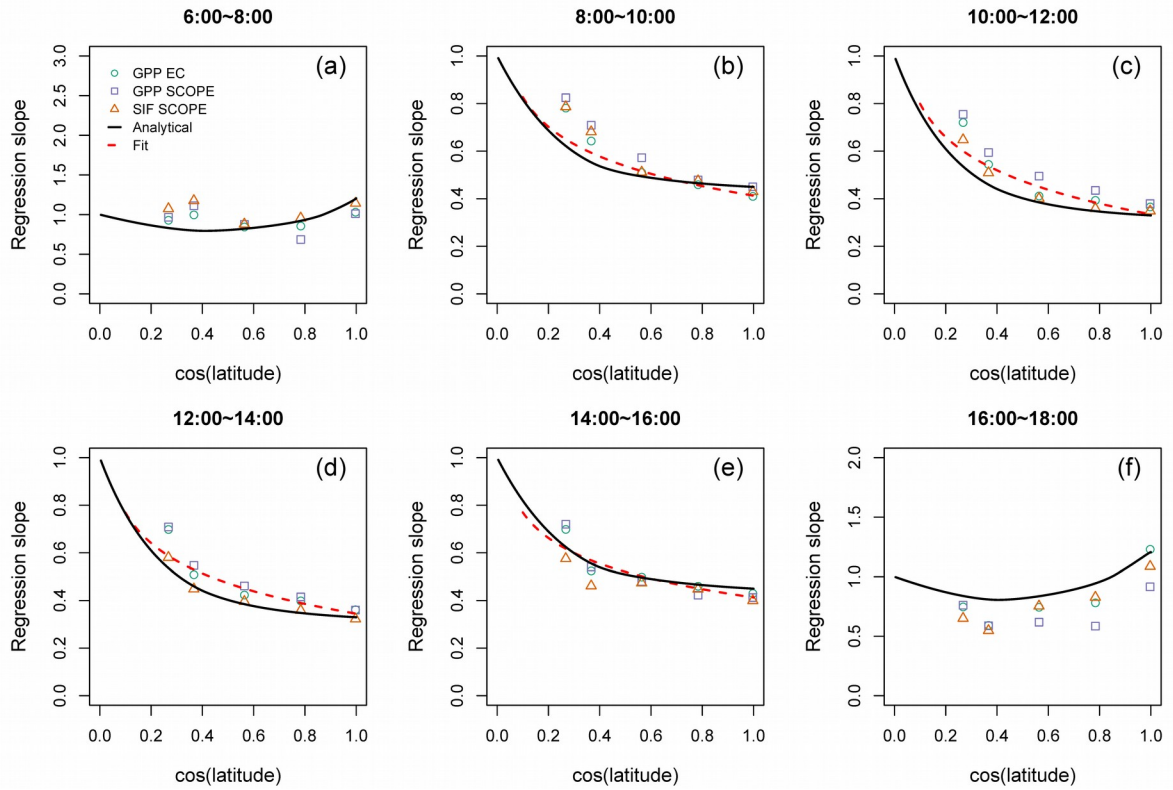 6:00~8:00
8:00~10:00
10:00~12:00
(a)
(b)
(c)
GPP EC
GPP SCOPE
SIF SCOPE
Analytical
Fit
Regression slope
0.0 0.5 1.0 1.5 2.0 2.5 3.0
0.0 0.2 0.4 0.6 0.8 1.0
cos(latitude)
Regression slope
0.0 0.2 0.4 0.6 0.8 1.0
0.0 0.2 0.4 0.6 0.8 1.0
cos(latitude)
Regression slope
0.0 0.2 0.4 0.6 0.8 1.0
0.0 0.2 0.4 0.6 0.8 1.0
cos(latitude)
12:00~14:00
14:00~16:00
16:00~18:00
(d)
(e)
(f)
Regression slope
0.0 0.2 0.4 0.6 0.8 1.0
0.0 0.2 0.4 0.6 0.8 1.0
cos(latitude)
Regression slope
0.0 0.2 0.4 0.6 0.8 1.0
0.0 0.2 0.4 0.6 0.8 1.0
cos(latitude)
Regression slope
0.0 0.5 1.0 1.5 2.0
0.0 0.2 0.4 0.6 0.8 1.0
cos(latitude)